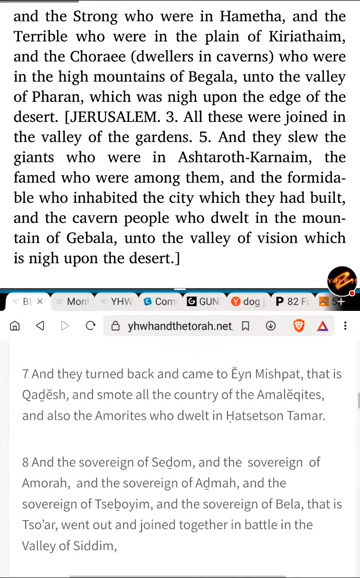 and the Strong who were in Hametha, and the
Terrible who were in the plain of Kiriathaim,
and the Choraee (dwellers in caverns) who were
in the high mountains of Begala, unto the valley
of Pharan, which was nigh upon the edge of the
desert. [JERUSALEM. 3. All these were joined in
the valley of the gardens. 5. And they slew the
giants who were in Ashtaroth-Karnaim, the
famed who were among them, and the formida-
ble who inhabited the city which they had built,
and the cavern people who dwelt in the moun-
tain of Gebala, unto the valley of vision which
is nigh upon the desert.]
Bl × Mont YHW Com GUN dog P 82 F 5+
yhwhandthetorah.net
7 And they turned back and came to Ěyn Mishpat, that is
Qaḏĕsh, and smote all the country of the Amalĕqites,
and also the Amorites who dwelt in Ḥatsetson Tamar.
8 And the sovereign of Seḏom, and the sovereign of
Amorah, and the sovereign of Aḏmah, and the
sovereign of Tseḇoyim, and the sovereign of Bela, that is
Tso’ar, went out and joined together in battle in the
Valley of Siddim,